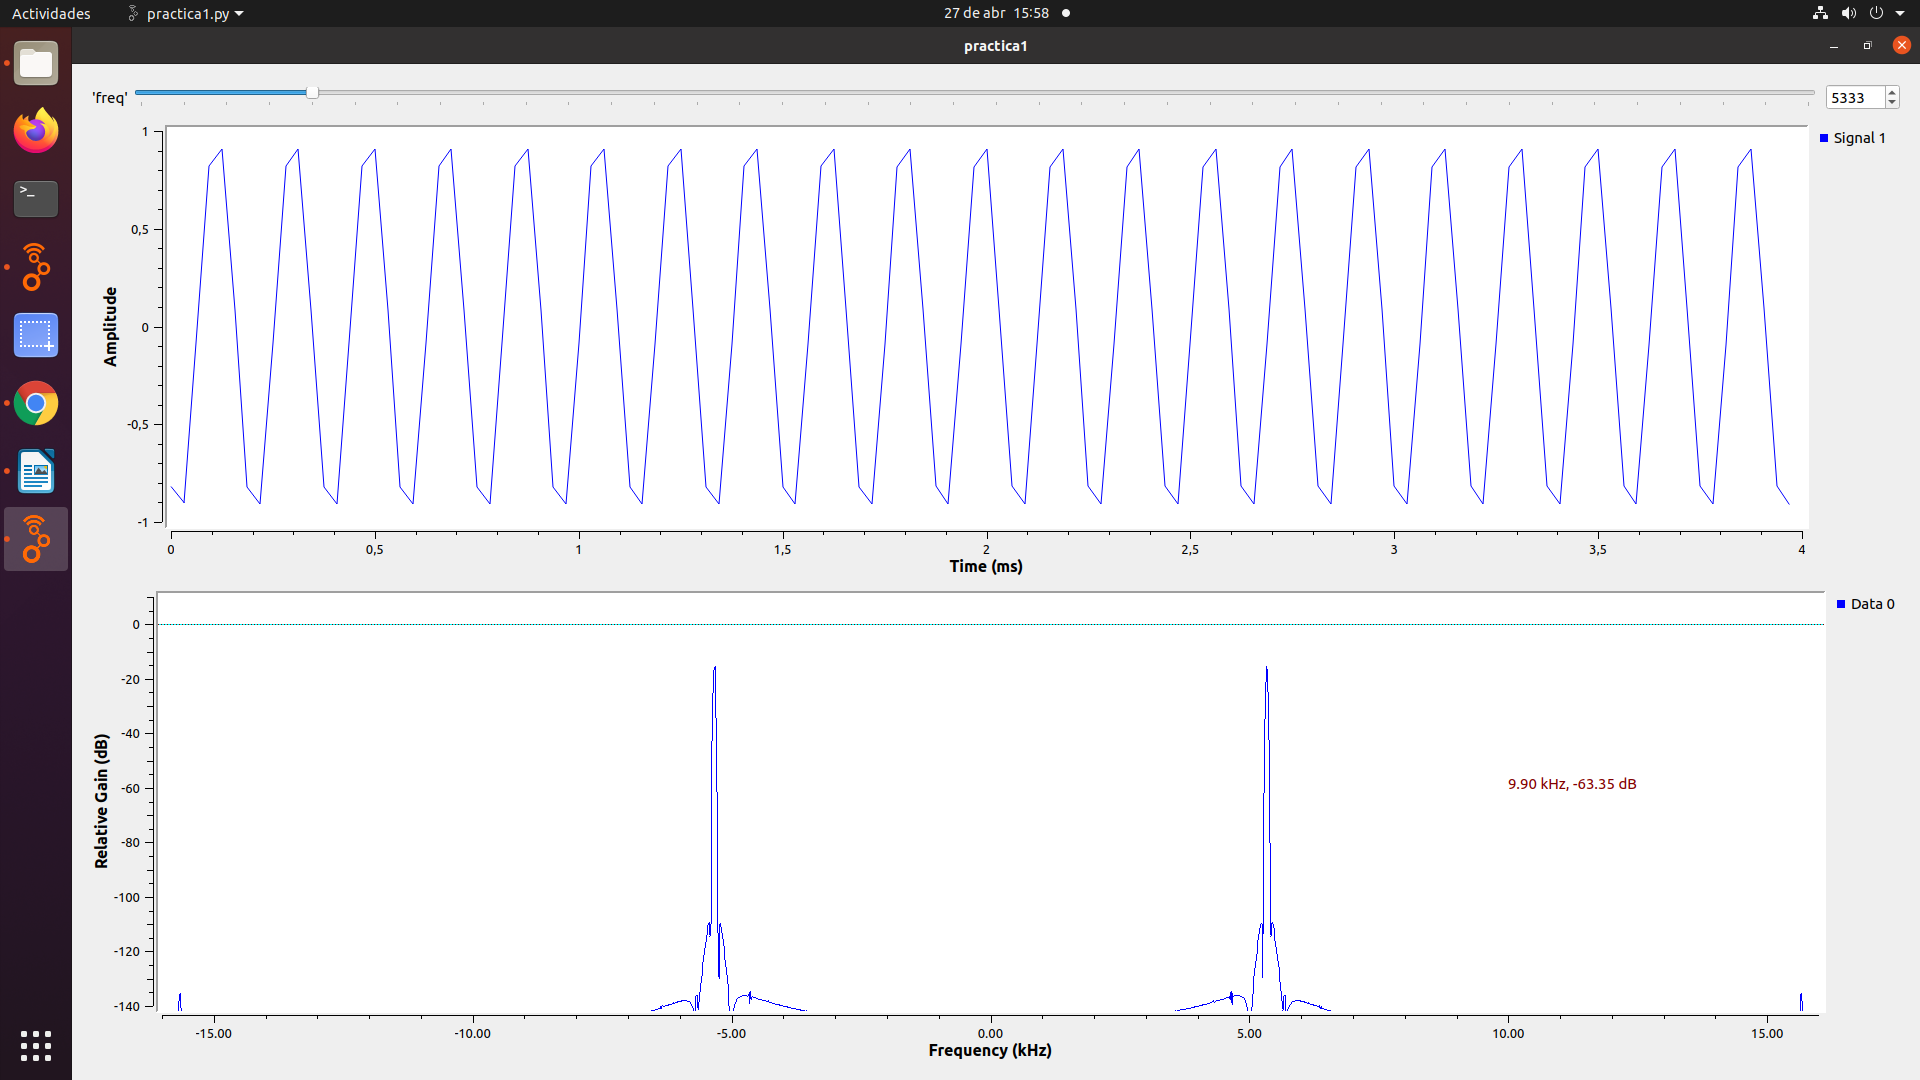 Actividades practica1.py 27 de abr 15:58
practica1
'freq' 5333
1
0,5
0
-0,5
-1
Amplitude
Signal 1
0 0,5 1 1,5 2 2,5 3 3,5 4
Time (ms)
0
-20
-40
-60
-80
-100
-120
-140
Relative Gain (dB)
Data 0
9.90 kHz, -63.35 dB
-15.00 -10.00 -5.00 0.00 5.00 10.00 15.00
Frequency (kHz)